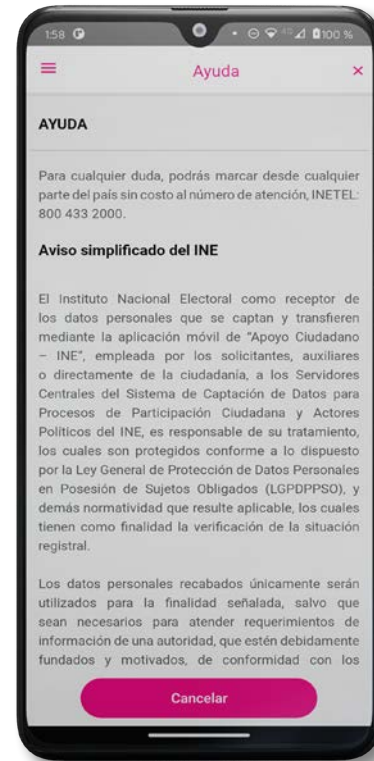 1:58
4G 100 %
Ayuda ×
AYUDA
Para cualquier duda, podrás marcar desde cualquier
parte del país sin costo al número de atención, INETEL:
800 433 2000.
Aviso simplificado del INE
El Instituto Nacional Electoral como receptor de
los datos personales que se captan y transfieren
mediante la aplicación móvil de “Apoyo Ciudadano
– INE”, empleada por los solicitantes, auxiliares
o directamente de la ciudadanía, a los Servidores
Centrales del Sistema de Captación de Datos para
Procesos de Participación Ciudadana y Actores
Políticos del INE, es responsable de su tratamiento,
los cuales son protegidos conforme a lo dispuesto
por la Ley General de Protección de Datos Personales
en Posesión de Sujetos Obligados (LGPDPPSO), y
demás normatividad que resulte aplicable, los cuales
tienen como finalidad la verificación de la situación
registral.
Los datos personales recabados únicamente serán
utilizados para la finalidad señalada, salvo que
sean necesarios para atender requerimientos de
información de una autoridad, que estén debidamente
fundados y motivados, de conformidad con los
Cancelar